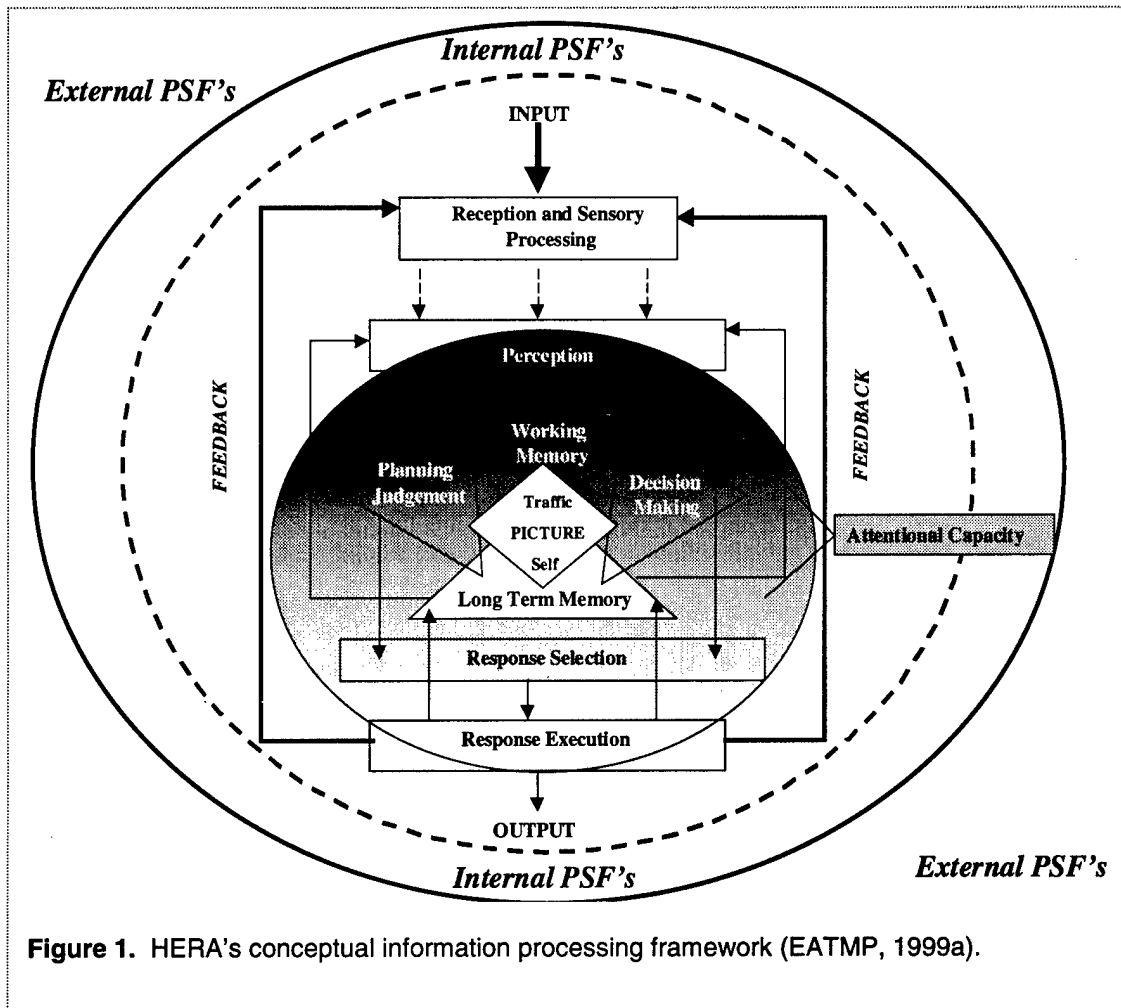 Internal PSF's
External PSF's
INPUT
Reception and Sensory
Processing
Perception
FEEDBACK
FEEDBACK
Working
Memory
Planning
Judgement
Decision
Making
Traffic
PICTURE
Self
Attentional Capacity
Long Term Memory
Response Selection
Response Execution
OUTPUT
Internal PSF's
External PSF's
Figure 1. HERA's conceptual information processing framework (EATMP, 1999a).